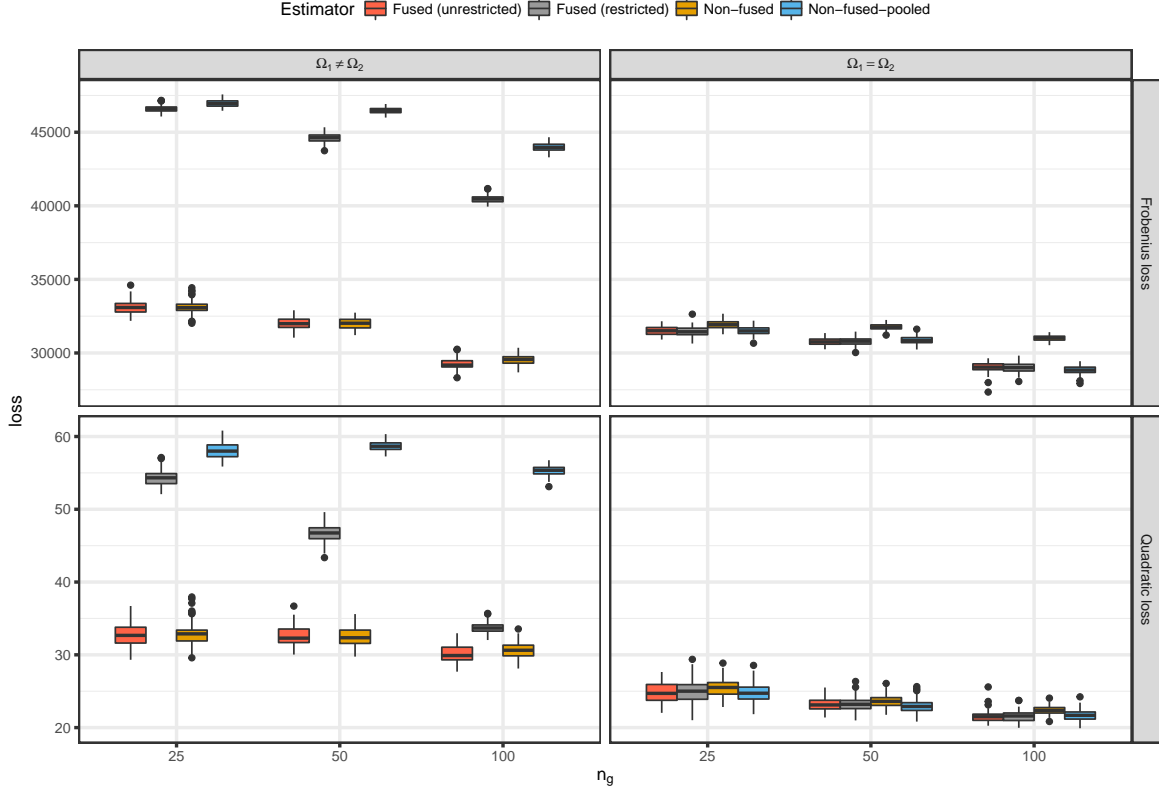 Estimator Fused (unrestricted) Fused (restricted) Non−fused Non−fused−pooled
Ω1 ≠ Ω2
Ω1 = Ω2
45000
40000
35000
30000
Frobenius loss
loss
60
50
40
30
20
Quadratic loss
25 50 100
25 50 100
ng